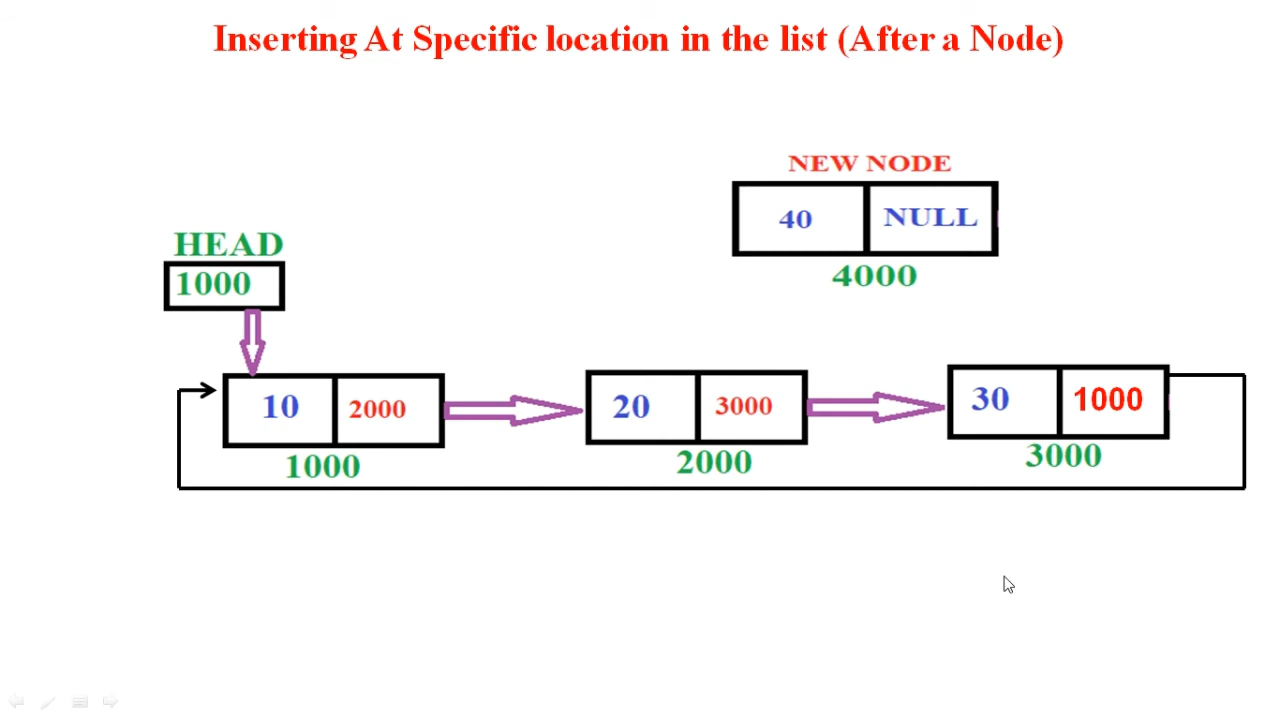 Inserting At Specific location in the list (After a Node)
NEW NODE
40 NULL
4000
HEAD
1000
10 2000
1000
20 3000
2000
30 1000
3000